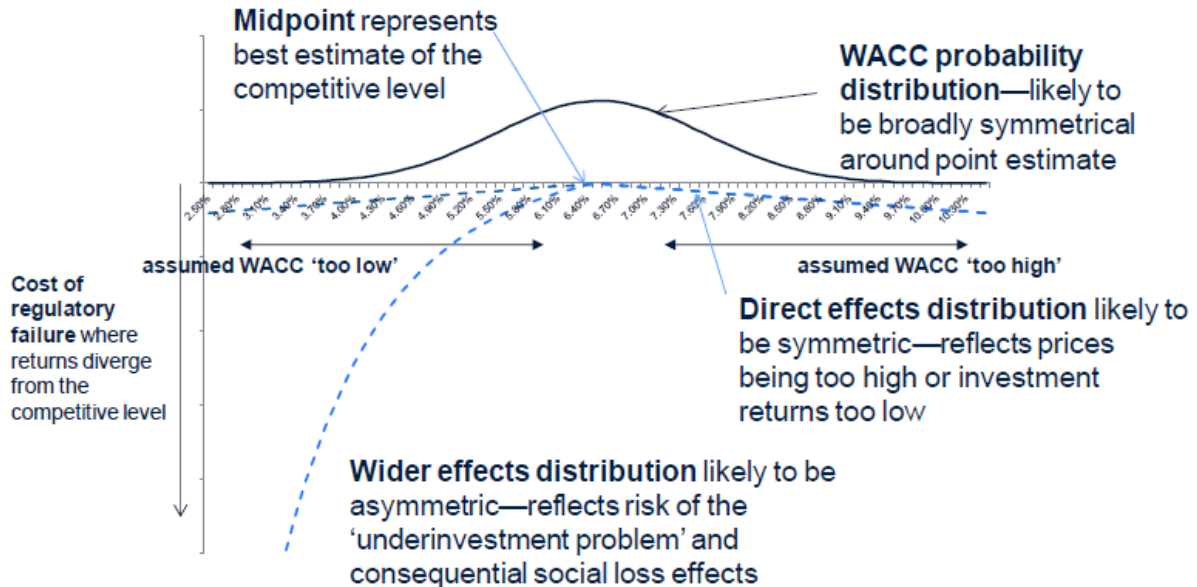 Midpoint represents
best estimate of the
competitive level
WACC probability
distribution—likely to
be broadly symmetrical
around point estimate
2.50% 2.80% 3.10% 3.40% 3.70% 4.00% 4.30% 4.60% 4.90% 5.20% 5.50% 5.80% 6.10% 6.40% 6.70% 7.00% 7.30% 7.60% 7.90% 8.20% 8.50% 8.80% 9.10% 9.40% 9.70% 10.00% 10.30%
assumed WACC ‘too low’
assumed WACC ‘too high’
Cost of
regulatory
failure where
returns diverge
from the
competitive level
Direct effects distribution likely to
be symmetric—reflects prices
being too high or investment
returns too low
Wider effects distribution likely to be
asymmetric—reflects risk of the
‘underinvestment problem’ and
consequential social loss effects